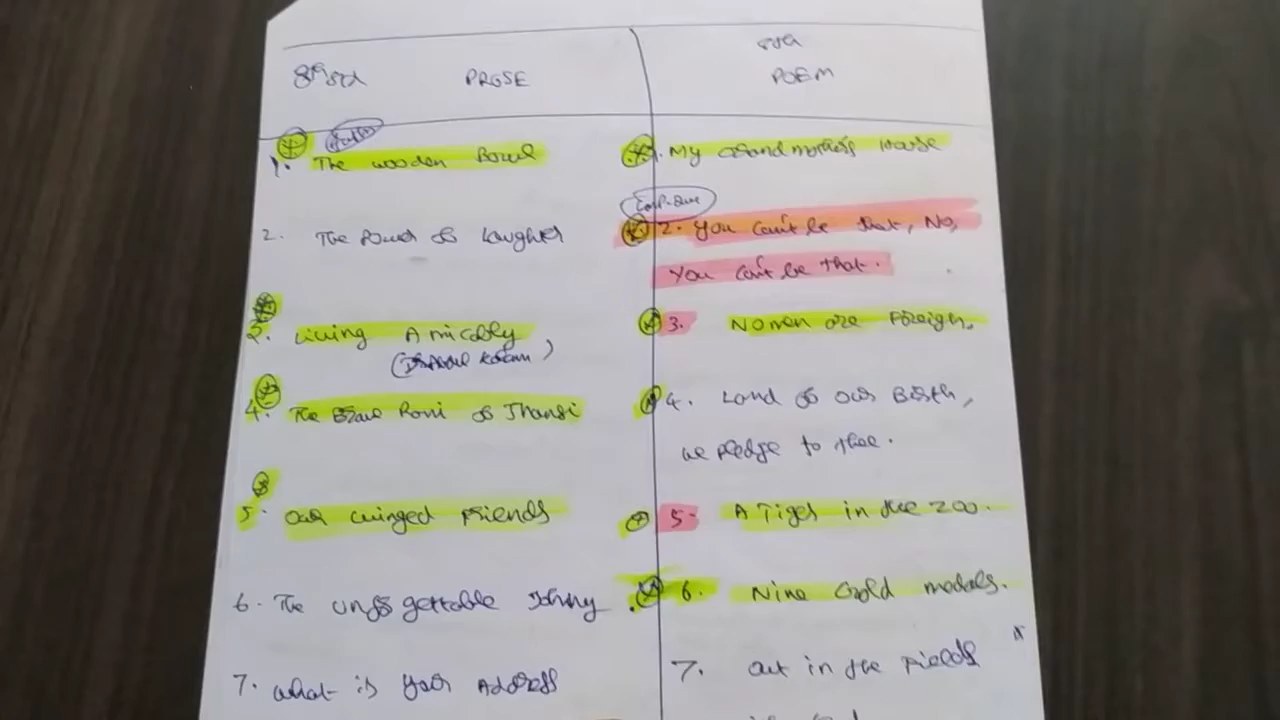 8th std PROSE
POEM
1. The wooden Bowl
2. The Power of Laughter
Living Amicably
4. The Brave Rani of Jhansi
5. Our winged Friends
6. The unforgettable Johnny
7. what is your Address
1. My Grandmother's House
2. You can't be that, No,
You can't be that.
3. No men are Foreign,
4. Land of our Birth,
we pledge to thee.
5. A Tiger in the zoo.
6. Nine Gold medals.
7. out in the Fields